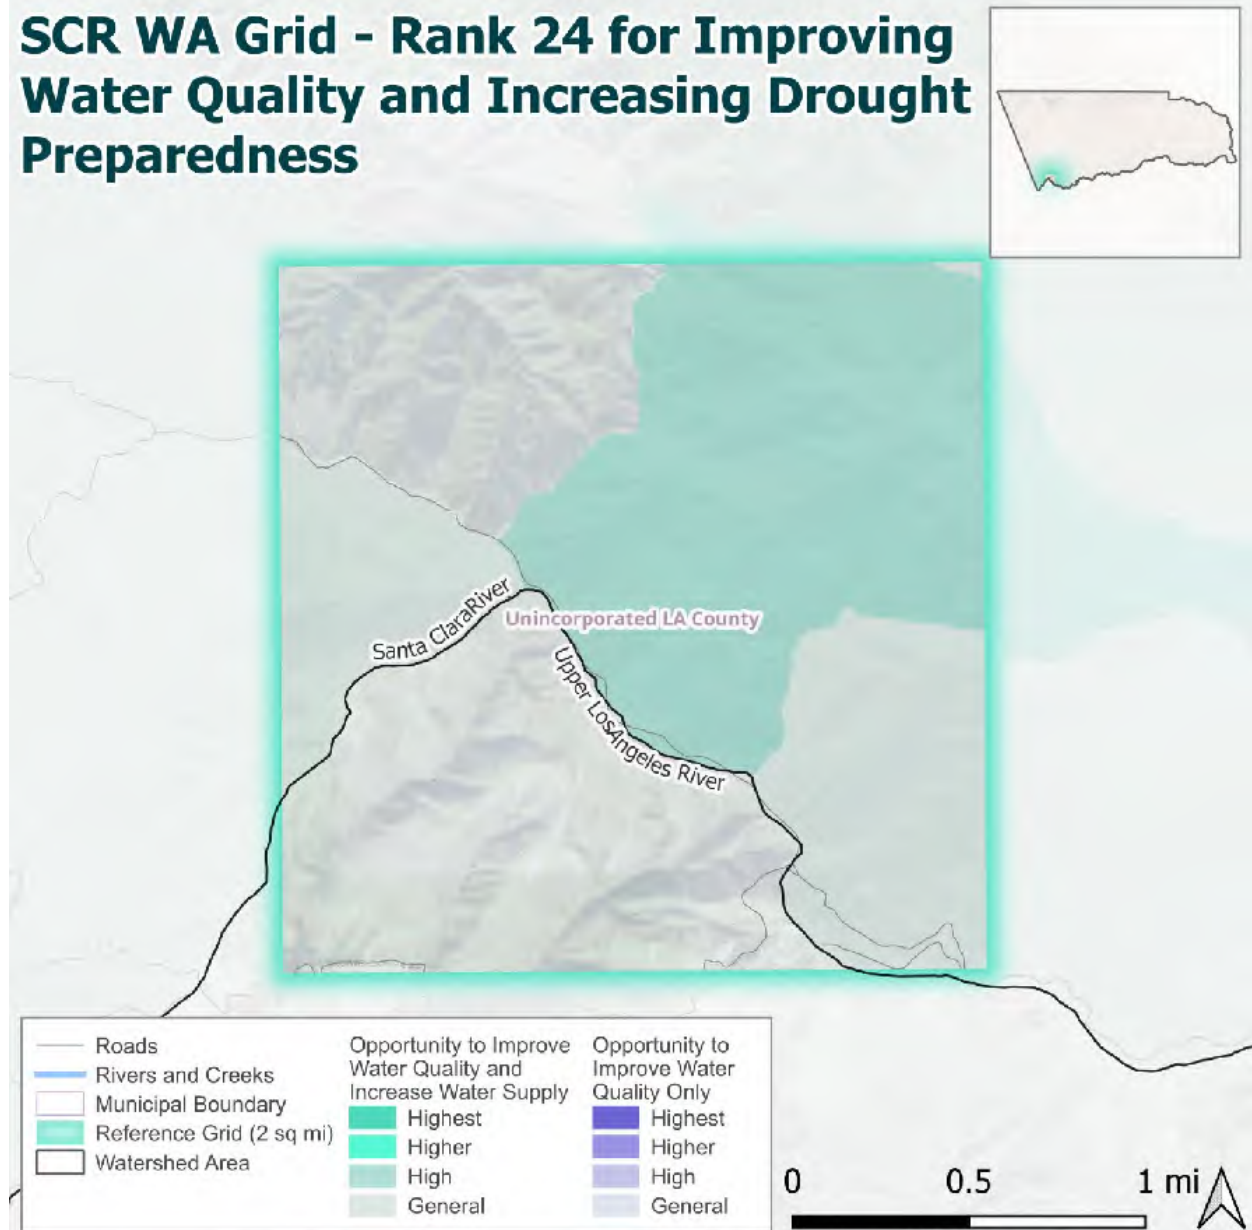 SCR WA Grid - Rank 24 for Improving
Water Quality and Increasing Drought
Preparedness
Santa ClaraRiver
Unincorporated LA County
Upper LosAngeles River
Roads
Rivers and Creeks
Municipal Boundary
Reference Grid (2 sq mi)
Watershed Area
Opportunity to Improve
Water Quality and
Increase Water Supply
Highest
Higher
High
General
Opportunity to
Improve Water
Quality Only
Highest
Higher
High
General
0 0.5 1 mi